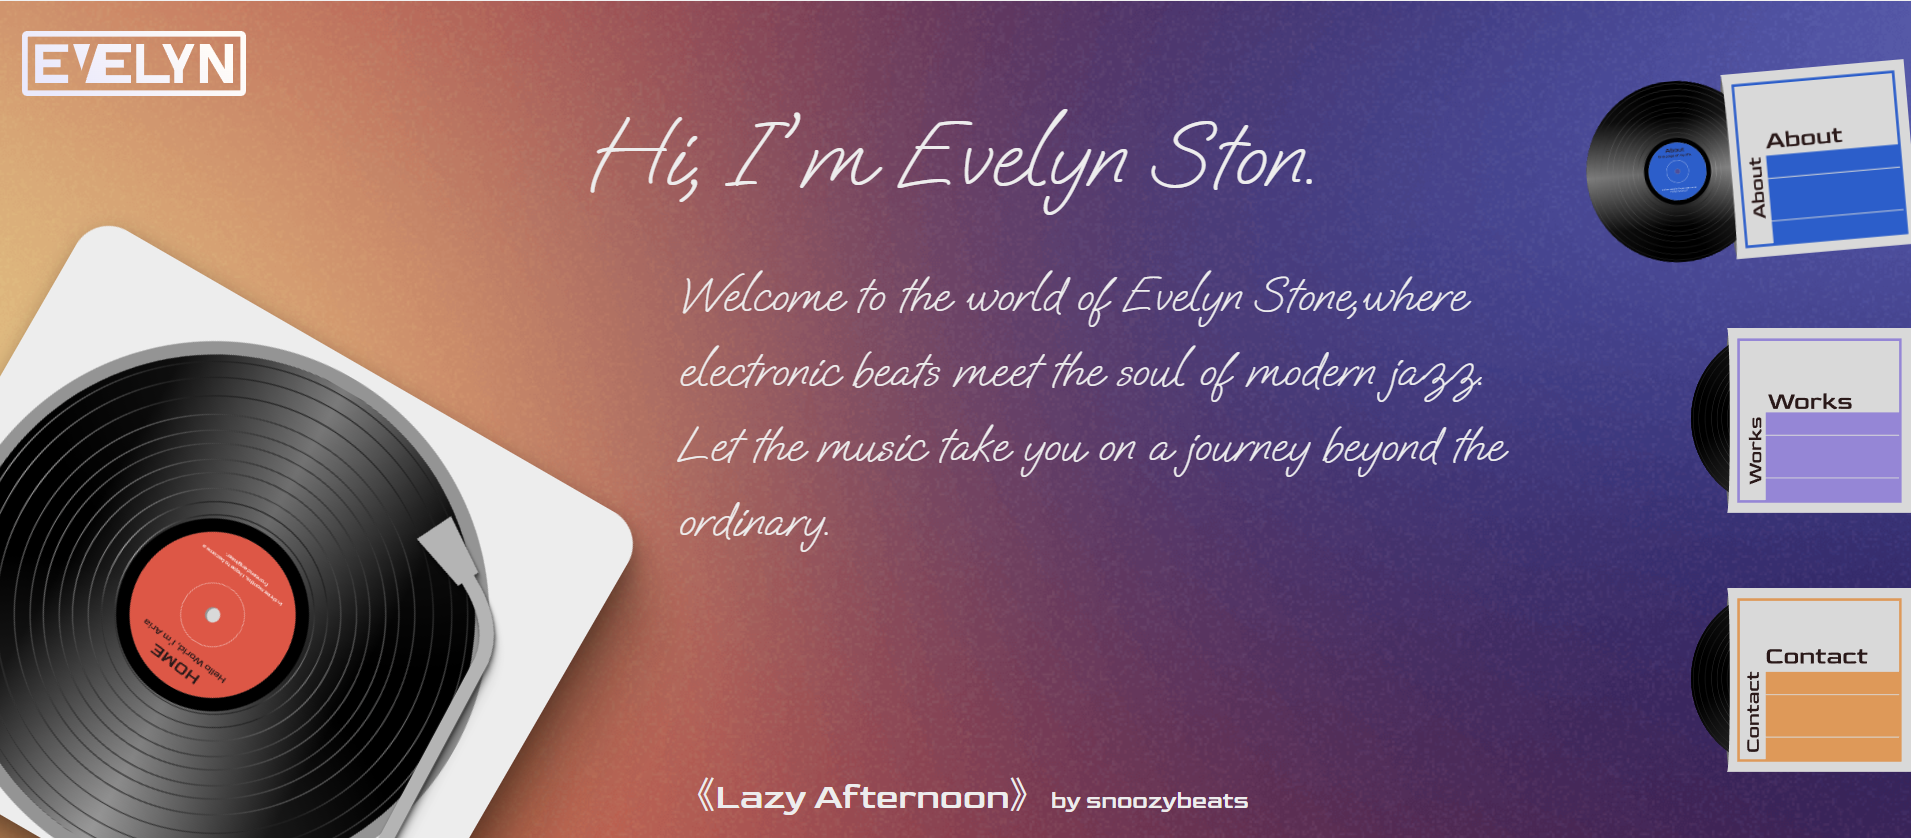 EVELYN
Hi, I'm Evelyn Ston.
Welcome to the world of Evelyn Stone,where
electronic beats meet the soul of modern jazz.
Let the music take you on a journey beyond the
ordinary.
About
About
About
Works
Works
Contact
Contact
HOME
Hello World, I'm Aria
《Lazy Afternoon》 by snoozybeats